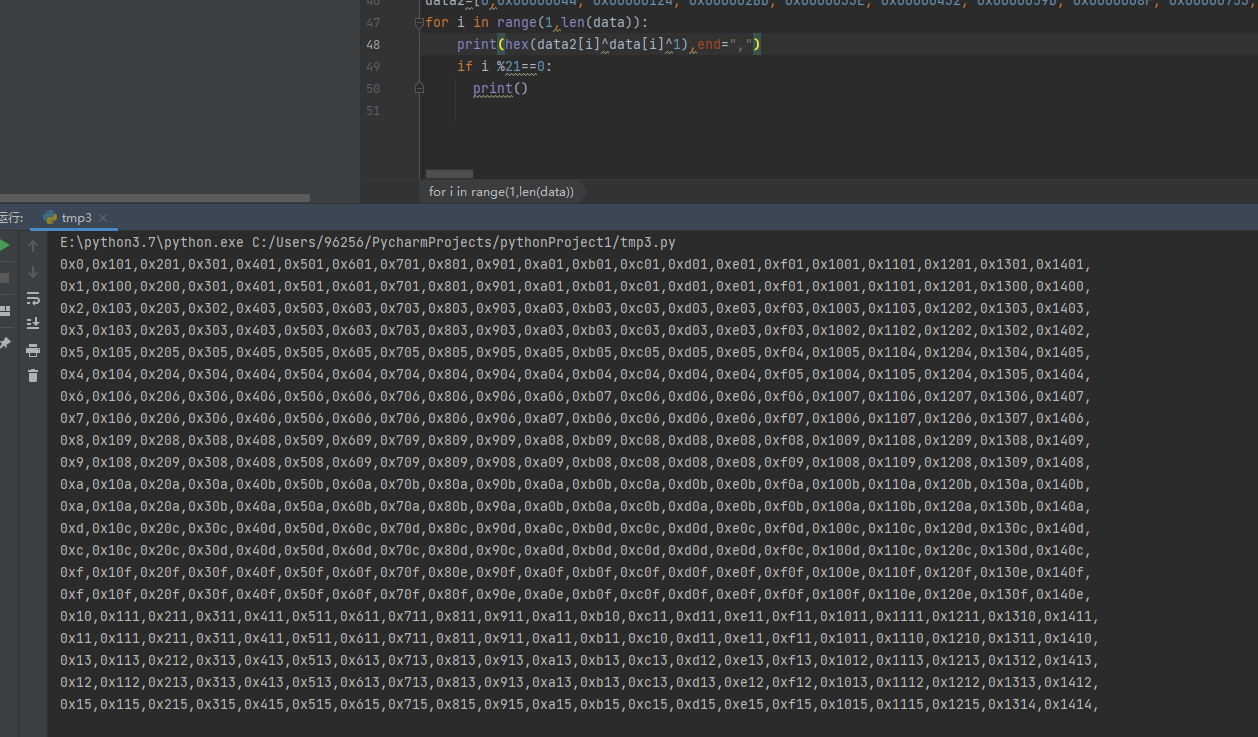 46 data2=[0,0x00000044, 0x00000124, 0x000002BD, 0x0000035E, 0x00000452, 0x0000059D, 0x0000068F, 0x00000753,
47 for i in range(1,len(data)):
48 print(hex(data2[i]^data[i]^1),end=",")
49 if i %21==0:
50 print()
51
for i in range(1,len(data))
运行: tmp3 ×
E:\python3.7\python.exe C:/Users/96256/PycharmProjects/pythonProject1/tmp3.py
0x0,0x101,0x201,0x301,0x401,0x501,0x601,0x701,0x801,0x901,0xa01,0xb01,0xc01,0xd01,0xe01,0xf01,0x1001,0x1101,0x1201,0x1301,0x1401,
0x1,0x100,0x200,0x301,0x401,0x501,0x601,0x701,0x801,0x901,0xa01,0xb01,0xc01,0xd01,0xe01,0xf01,0x1001,0x1101,0x1201,0x1300,0x1400,
0x2,0x103,0x203,0x302,0x403,0x503,0x603,0x703,0x803,0x903,0xa03,0xb03,0xc03,0xd03,0xe03,0xf03,0x1003,0x1103,0x1202,0x1303,0x1403,
0x3,0x103,0x203,0x303,0x403,0x503,0x603,0x703,0x803,0x903,0xa03,0xb03,0xc03,0xd03,0xe03,0xf03,0x1002,0x1102,0x1202,0x1302,0x1402,
0x5,0x105,0x205,0x305,0x405,0x505,0x605,0x705,0x805,0x905,0xa05,0xb05,0xc05,0xd05,0xe05,0xf04,0x1005,0x1104,0x1204,0x1304,0x1405,
0x4,0x104,0x204,0x304,0x404,0x504,0x604,0x704,0x804,0x904,0xa04,0xb04,0xc04,0xd04,0xe04,0xf05,0x1004,0x1105,0x1204,0x1305,0x1404,
0x6,0x106,0x206,0x306,0x406,0x506,0x606,0x706,0x806,0x906,0xa06,0xb07,0xc06,0xd06,0xe06,0xf06,0x1007,0x1106,0x1207,0x1306,0x1407,
0x7,0x106,0x206,0x306,0x406,0x506,0x606,0x706,0x806,0x906,0xa07,0xb06,0xc06,0xd06,0xe06,0xf07,0x1006,0x1107,0x1206,0x1307,0x1406,
0x8,0x109,0x208,0x308,0x408,0x509,0x609,0x709,0x809,0x909,0xa08,0xb09,0xc08,0xd08,0xe08,0xf08,0x1009,0x1108,0x1209,0x1308,0x1409,
0x9,0x108,0x209,0x308,0x408,0x508,0x609,0x709,0x809,0x908,0xa09,0xb08,0xc08,0xd08,0xe08,0xf09,0x1008,0x1109,0x1208,0x1309,0x1408,
0xa,0x10a,0x20a,0x30a,0x40b,0x50b,0x60a,0x70b,0x80a,0x90b,0xa0a,0xb0b,0xc0a,0xd0b,0xe0b,0xf0a,0x100b,0x110a,0x120b,0x130a,0x140b,
0xa,0x10a,0x20a,0x30b,0x40a,0x50a,0x60b,0x70a,0x80b,0x90a,0xa0b,0xb0a,0xc0b,0xd0a,0xe0b,0xf0b,0x100a,0x110b,0x120a,0x130b,0x140a,
0xd,0x10c,0x20c,0x30c,0x40d,0x50d,0x60c,0x70d,0x80c,0x90d,0xa0c,0xb0d,0xc0c,0xd0c,0xe0c,0xf0d,0x100c,0x110c,0x120d,0x130c,0x140d,
0xc,0x10c,0x20c,0x30d,0x40d,0x50d,0x60d,0x70c,0x80d,0x90c,0xa0d,0xb0d,0xc0d,0xd0d,0xe0d,0xf0c,0x100d,0x110c,0x120c,0x130d,0x140c,
0xf,0x10f,0x20f,0x30f,0x40f,0x50f,0x60f,0x70f,0x80e,0x90f,0xa0f,0xb0f,0xc0f,0xd0f,0xe0f,0xf0f,0x100e,0x110f,0x120f,0x130e,0x140f,
0xf,0x10f,0x20f,0x30f,0x40f,0x50f,0x60f,0x70f,0x80f,0x90e,0xa0e,0xb0f,0xc0f,0xd0f,0xe0f,0xf0f,0x100f,0x110e,0x120e,0x130f,0x140e,
0x10,0x111,0x211,0x311,0x411,0x511,0x611,0x711,0x811,0x911,0xa11,0xb10,0xc11,0xd11,0xe11,0xf11,0x1011,0x1111,0x1211,0x1310,0x1411,
0x11,0x111,0x211,0x311,0x411,0x511,0x611,0x711,0x811,0x911,0xa11,0xb11,0xc10,0xd11,0xe11,0xf11,0x1011,0x1110,0x1210,0x1311,0x1410,
0x13,0x113,0x212,0x313,0x413,0x513,0x613,0x713,0x813,0x913,0xa13,0xb13,0xc13,0xd12,0xe13,0xf13,0x1012,0x1113,0x1213,0x1312,0x1413,
0x12,0x112,0x213,0x313,0x413,0x513,0x613,0x713,0x813,0x913,0xa13,0xb13,0xc13,0xd13,0xe12,0xf12,0x1013,0x1112,0x1212,0x1313,0x1412,
0x15,0x115,0x215,0x315,0x415,0x515,0x615,0x715,0x815,0x915,0xa15,0xb15,0xc15,0xd15,0xe15,0xf15,0x1015,0x1115,0x1215,0x1314,0x1414,